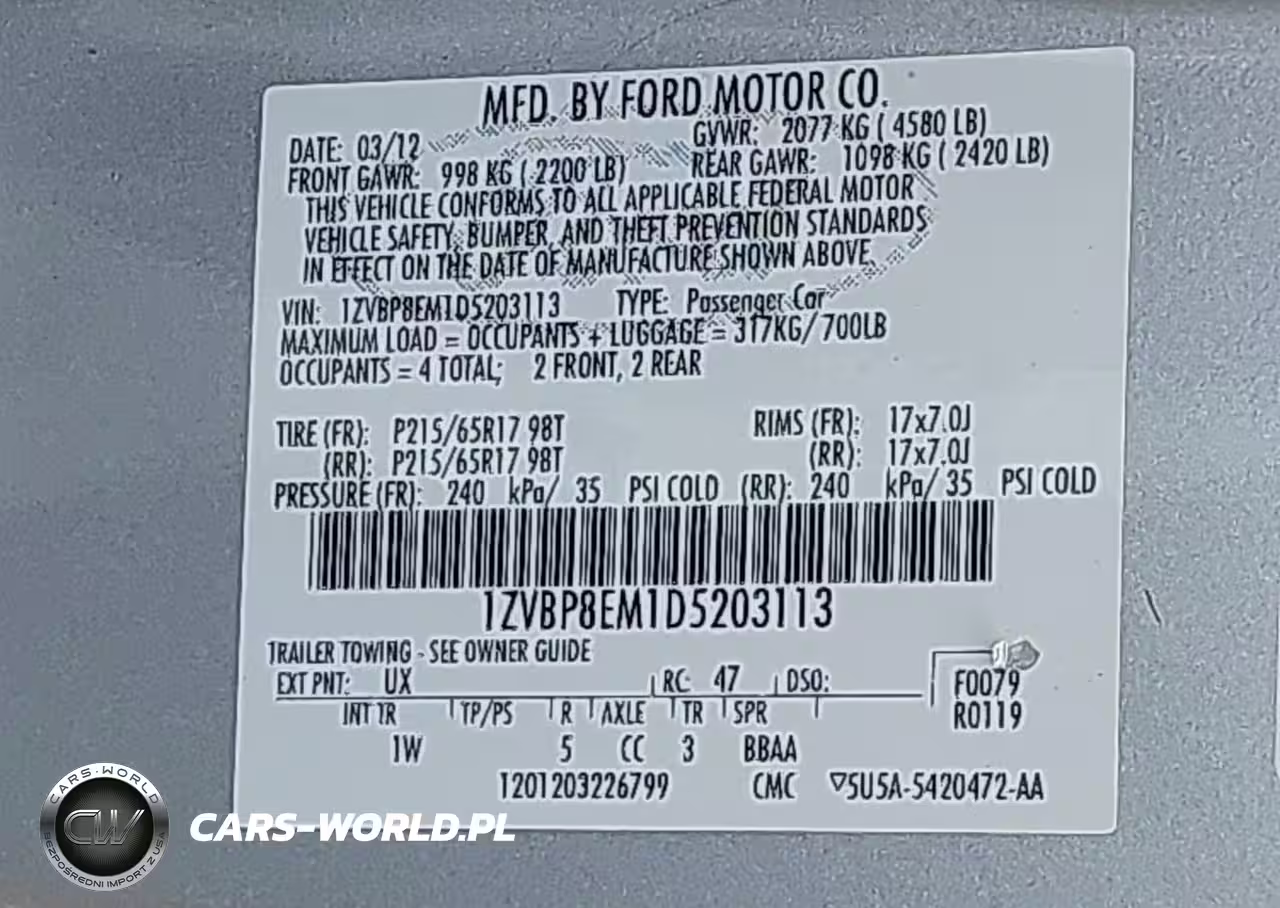 MFD. BY FORD MOTOR CO.
DATE: 03/12 GVWR: 2077 KG ( 4580 LB)
FRONT GAWR: 998 KG ( 2200 LB) REAR GAWR: 1098 KG ( 2420 LB)
THIS VEHICLE CONFORMS TO ALL APPLICABLE FEDERAL MOTOR
VEHICLE SAFETY, BUMPER, AND THEFT PREVENTION STANDARDS
IN EFFECT ON THE DATE OF MANUFACTURE SHOWN ABOVE.
VIN: 1ZVBP8EM1D5203113 TYPE: Passenger Car
MAXIMUM LOAD = OCCUPANTS + LUGGAGE = 317KG/ 700LB
OCCUPANTS = 4 TOTAL; 2 FRONT, 2 REAR
TIRE (FR): P215/65R17 98T RIMS (FR): 17x7.0J
(RR): P215/65R17 98T (RR): 17x7.0J
PRESSURE (FR): 240 kPa/ 35 PSI COLD (RR): 240 kPa/ 35 PSI COLD
1ZVBP8EM1D5203113
TRAILER TOWING - SEE OWNER GUIDE
EXT PNT: UX RC: 47 DSO: F0079
INT TR TP/PS R AXLE TR SPR R0119
1W 5 CC 3 BBAA
1201203226799 CMC ▽5U5A-5420472-AA
CARS-WORLD
CW
BEZPOŚREDNI IMPORT Z USA
CARS-WORLD.PL